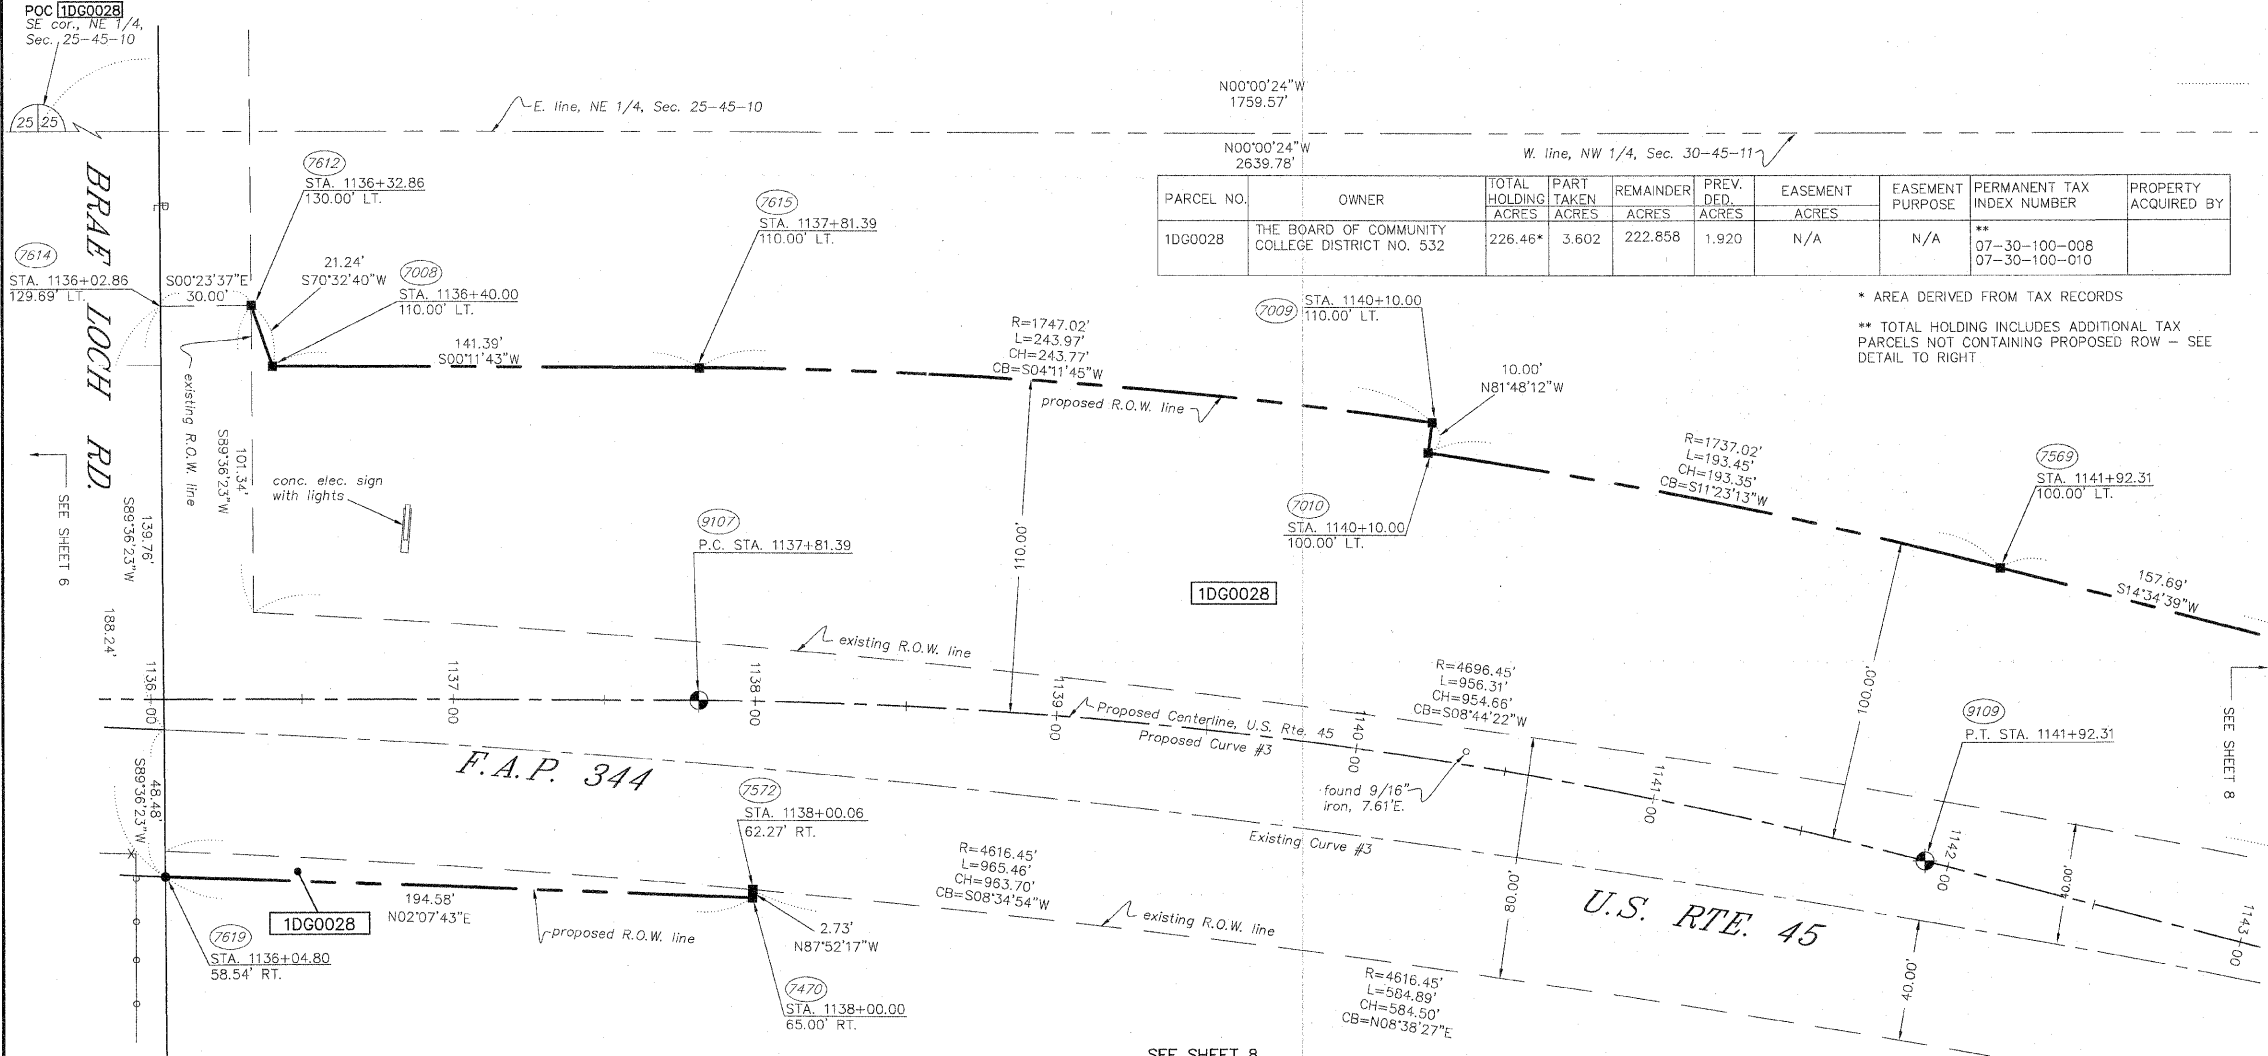 POC 1DG0028
SE cor., NE 1/4,
Sec. 25-45-10
25 25
E. line, NE 1/4, Sec. 25-45-10
N00°00'24"W
1759.57'
N00°00'24"W
2639.78'
W. line, NW 1/4, Sec. 30-45-11
BRAE LOCH RD.
7612
STA. 1136+32.86
130.00' LT.
7614
STA. 1136+02.86
129.69' LT.
S00°23'37"E
30.00'
21.24'
S70°32'40"W
7008
STA. 1136+40.00
110.00' LT.
7615
STA. 1137+81.39
110.00' LT.
141.39'
S00°11'43"W
R=1747.02'
L=243.97'
CH=243.77'
CB=S04°11'45"W
proposed R.O.W. line
PARCEL NO.
OWNER
TOTAL HOLDING ACRES
PART TAKEN ACRES
REMAINDER ACRES
PREV. DED. ACRES
EASEMENT ACRES
EASEMENT PURPOSE
PERMANENT TAX INDEX NUMBER
PROPERTY ACQUIRED BY
1DG0028
THE BOARD OF COMMUNITY
COLLEGE DISTRICT NO. 532
226.46*
3.602
222.858
1.920
N/A
N/A
**
07-30-100-008
07-30-100-010
* AREA DERIVED FROM TAX RECORDS
** TOTAL HOLDING INCLUDES ADDITIONAL TAX
PARCELS NOT CONTAINING PROPOSED ROW – SEE
DETAIL TO RIGHT
7009
STA. 1140+10.00
110.00' LT.
10.00'
N81°48'12"W
7010
STA. 1140+10.00
100.00' LT.
R=1737.02'
L=193.45'
CH=193.35'
CB=S11°23'13"W
7569
STA. 1141+92.31
100.00' LT.
157.69'
S14°34'39"W
existing R.O.W. line
101.34'
S89°36'23"W
conc. elec. sign
with lights
SEE SHEET 6
139.76'
S89°36'23"W
188.24'
9107
P.C. STA. 1137+81.39
110.00'
1DG0028
existing R.O.W. line
1136+00
1137+00
1138+00
1139+00
1140+00
1141+00
1142+00
1143+00
Proposed Centerline, U.S. Rte. 45
Proposed Curve #3
R=4696.45'
L=956.31'
CH=954.66'
CB=S08°44'22"W
100.00'
9109
P.T. STA. 1141+92.31
SEE SHEET 8
found 9/16"
iron, 7.61'E.
F.A.P. 344
48.48'
S89°36'23"W
7572
STA. 1138+00.06
62.27' RT.
Existing Curve #3
R=4616.45'
L=965.46'
CH=963.70'
CB=S08°34'54"W
80.00'
U.S. RTE. 45
40.00'
40.00'
194.58'
N02°07'43"E
1DG0028
7619
STA. 1136+04.80
58.54' RT.
proposed R.O.W. line
2.73'
N87°52'17"W
existing R.O.W. line
7470
STA. 1138+00.00
65.00' RT.
R=4616.45'
L=584.89'
CH=584.50'
CB=N08°38'27"E
SEE SHEET 8